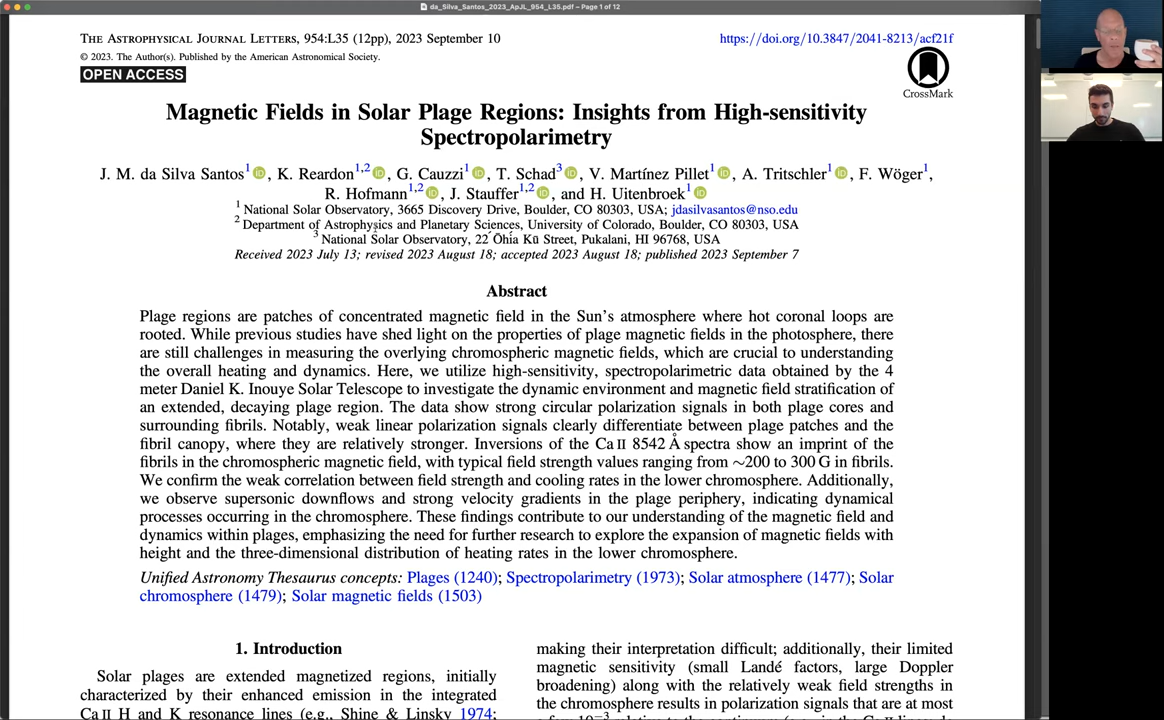 da_Silva_Santos_2023_ApJL_954_L35.pdf – Page 1 of 12
The Astrophysical Journal Letters, 954:L35 (12pp), 2023 September 10
https://doi.org/10.3847/2041-8213/acf21f
© 2023. The Author(s). Published by the American Astronomical Society.
OPEN ACCESS
CrossMark
Magnetic Fields in Solar Plage Regions: Insights from High-sensitivity
Spectropolarimetry
J. M. da Silva Santos1, K. Reardon1,2, G. Cauzzi1, T. Schad3, V. Martínez Pillet1, A. Tritschler1, F. Wöger1,
R. Hofmann1,2, J. Stauffer1,2, and H. Uitenbroek1
1 National Solar Observatory, 3665 Discovery Drive, Boulder, CO 80303, USA; jdasilvasantos@nso.edu
2 Department of Astrophysics and Planetary Sciences, University of Colorado, Boulder, CO 80303, USA
3 National Solar Observatory, 22 ´Ōhi´a Kū Street, Pukalani, HI 96768, USA
Received 2023 July 13; revised 2023 August 18; accepted 2023 August 18; published 2023 September 7
Abstract
Plage regions are patches of concentrated magnetic field in the Sun's atmosphere where hot coronal loops are
rooted. While previous studies have shed light on the properties of plage magnetic fields in the photosphere, there
are still challenges in measuring the overlying chromospheric magnetic fields, which are crucial to understanding
the overall heating and dynamics. Here, we utilize high-sensitivity, spectropolarimetric data obtained by the 4
meter Daniel K. Inouye Solar Telescope to investigate the dynamic environment and magnetic field stratification of
an extended, decaying plage region. The data show strong circular polarization signals in both plage cores and
surrounding fibrils. Notably, weak linear polarization signals clearly differentiate between plage patches and the
fibril canopy, where they are relatively stronger. Inversions of the Ca II 8542 Å spectra show an imprint of the
fibrils in the chromospheric magnetic field, with typical field strength values ranging from ~200 to 300 G in fibrils.
We confirm the weak correlation between field strength and cooling rates in the lower chromosphere. Additionally,
we observe supersonic downflows and strong velocity gradients in the plage periphery, indicating dynamical
processes occurring in the chromosphere. These findings contribute to our understanding of the magnetic field and
dynamics within plages, emphasizing the need for further research to explore the expansion of magnetic fields with
height and the three-dimensional distribution of heating rates in the lower chromosphere.
Unified Astronomy Thesaurus concepts: Plages (1240); Spectropolarimetry (1973); Solar atmosphere (1477); Solar
chromosphere (1479); Solar magnetic fields (1503)
1. Introduction
Solar plages are extended magnetized regions, initially
characterized by their enhanced emission in the integrated
Ca II H and K resonance lines (e.g., Shine & Linsky 1974;
making their interpretation difficult; additionally, their limited
magnetic sensitivity (small Landé factors, large Doppler
broadening) along with the relatively weak field strengths in
the chromosphere results in polarization signals that are at most